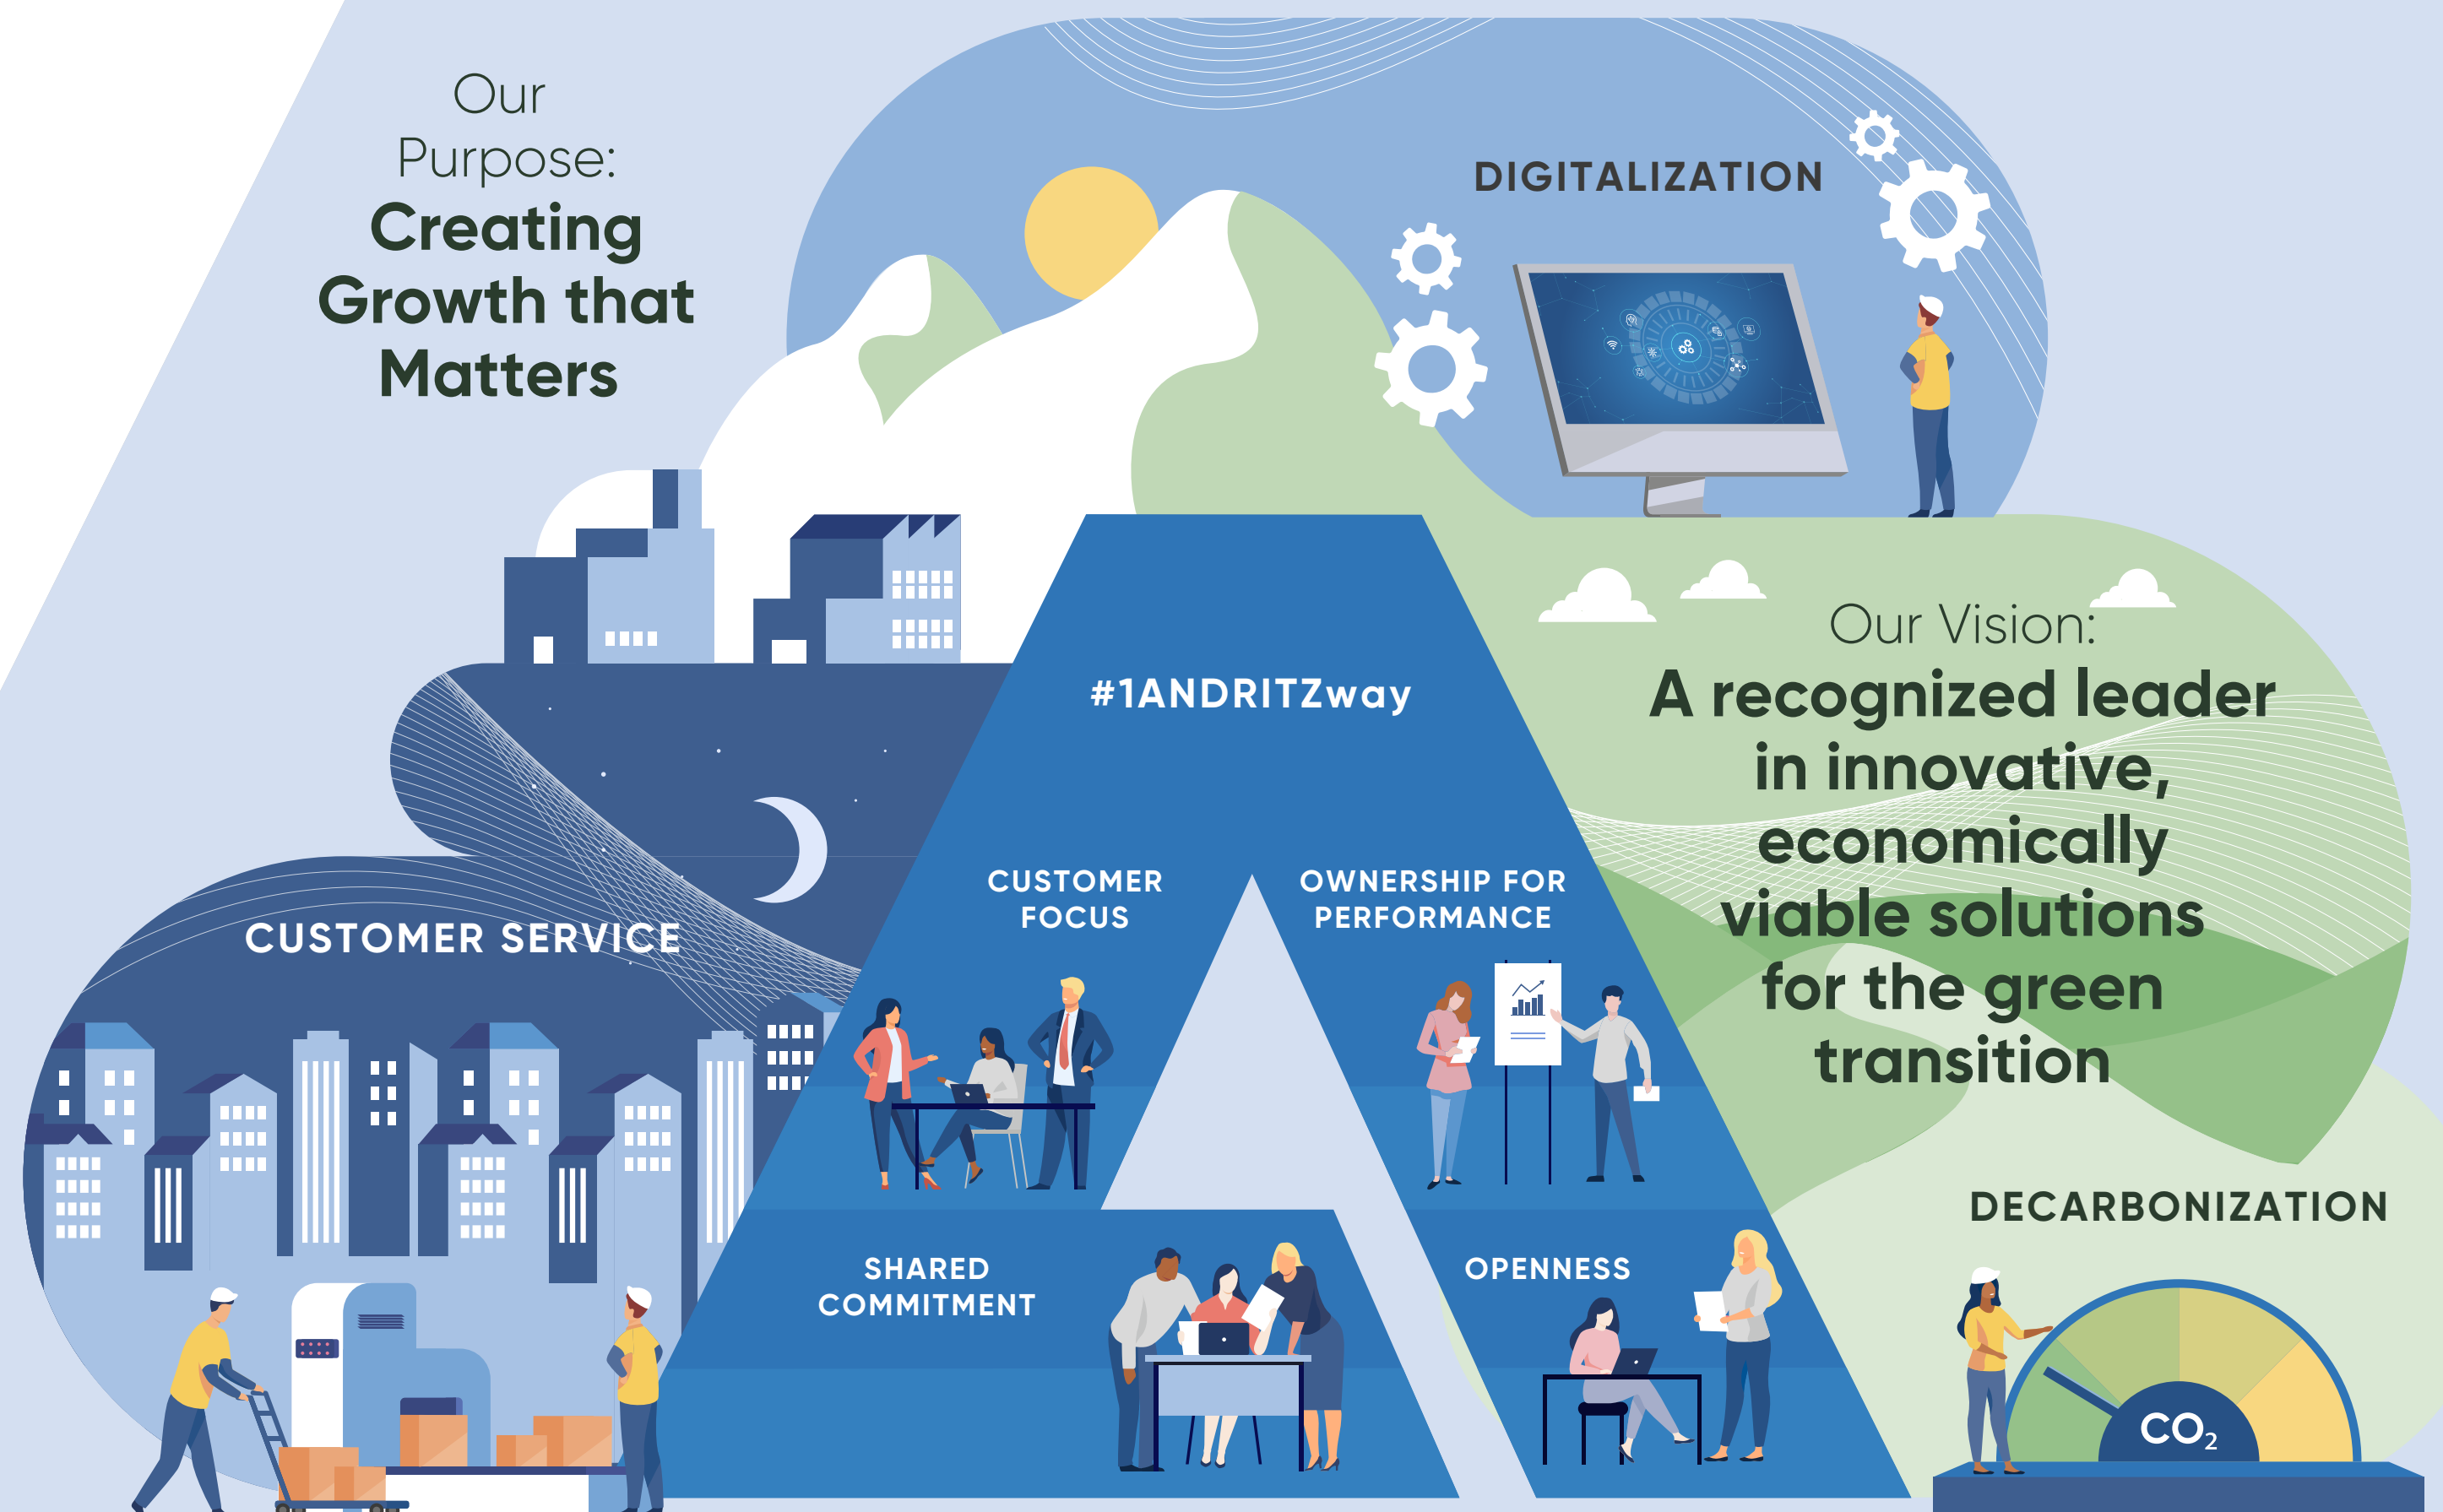 Our
Purpose:
Creating
Growth that
Matters
DIGITALIZATION
Our Vision:
A recognized leader
in innovative,
economically
viable solutions
for the green
transition
#1ANDRITZway
CUSTOMER
FOCUS
OWNERSHIP FOR
PERFORMANCE
CUSTOMER SERVICE
SHARED
COMMITMENT
OPENNESS
DECARBONIZATION
CO₂